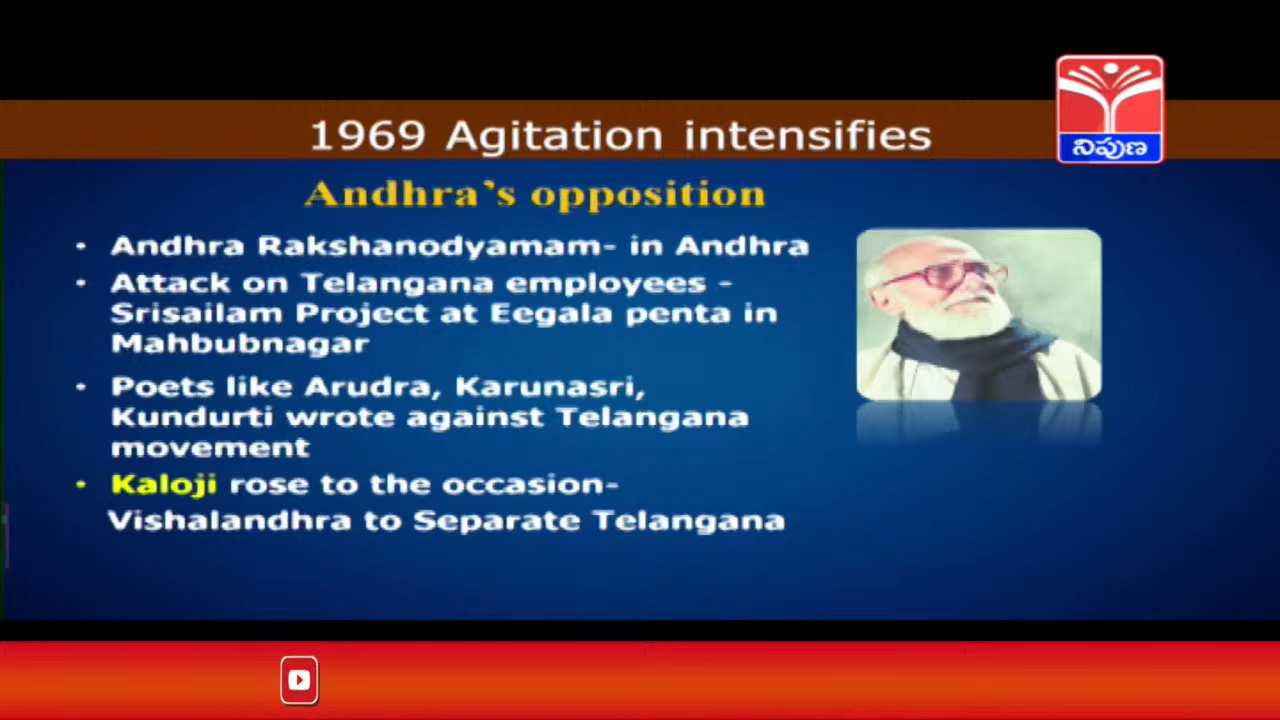 1969 Agitation intensifies
నిపుణ
Andhra's opposition
• Andhra Rakshanodyamam- in Andhra
• Attack on Telangana employees -
Srisailam Project at Eegala penta in
Mahbubnagar
• Poets like Arudra, Karunasri,
Kundurti wrote against Telangana
movement
• Kaloji rose to the occasion-
Vishalandhra to Separate Telangana